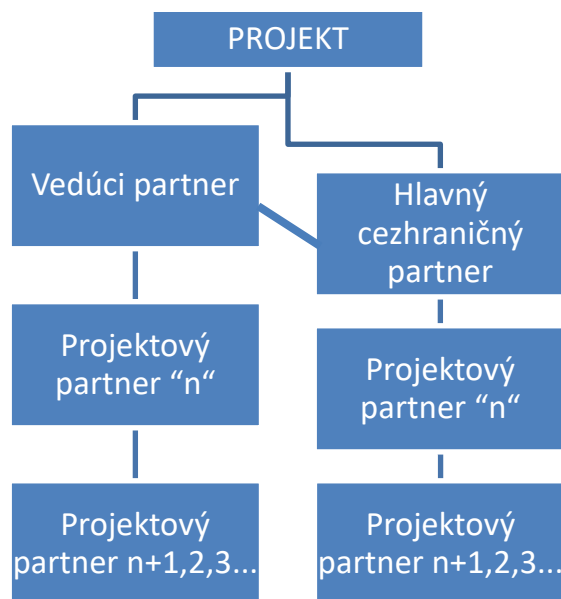 PROJEKT
Vedúci partner
Hlavný
cezhraničný
partner
Projektový
partner “n“
Projektový
partner “n“
Projektový
partner n+1,2,3...
Projektový
partner n+1,2,3...